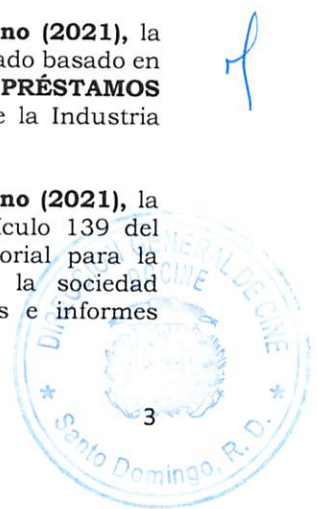 no (2021), la
ado basado en
PRÉSTAMOS
e la Industria
no (2021), la
ículo 139 del
orial para la
la sociedad
s e informes
DIRECCIÓN GENERAL DE CINE
DGCINE
3
* Santo Domingo, R. D. *